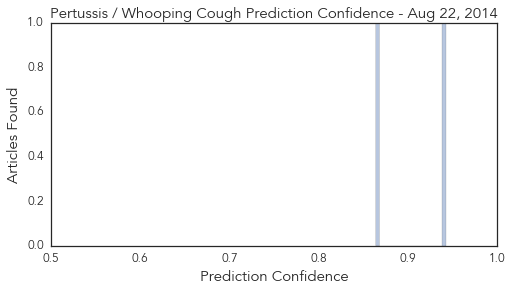 Pertussis / Whooping Cough Prediction Confidence - Aug 22, 2014
1.0
0.8
0.6
0.4
0.2
0.0
Articles Found
0.5 0.6 0.7 0.8 0.9 1.0
Prediction Confidence